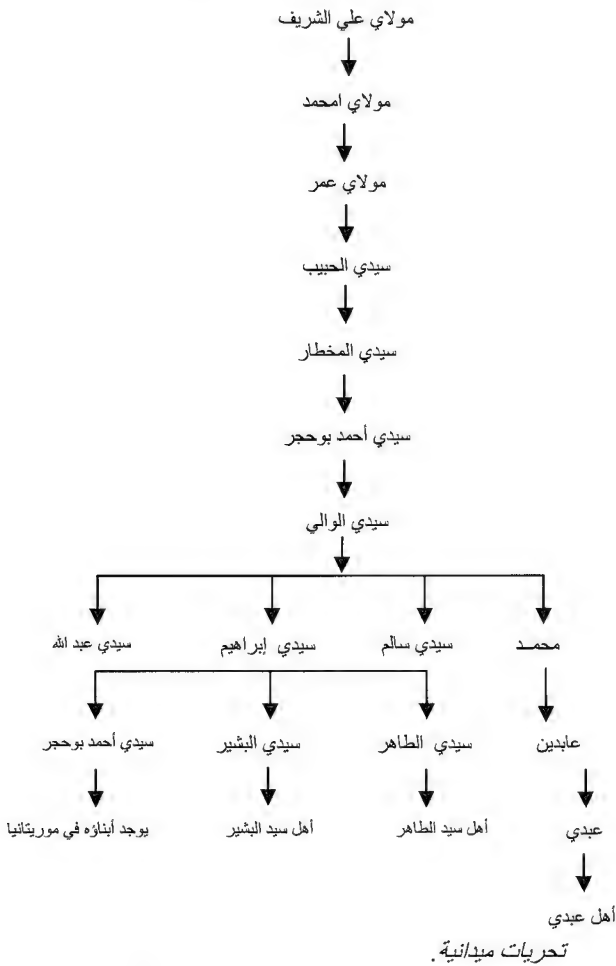 مولاي علي الشريف
مولاي امحمد
مولاي عمر
سيدي الحبيب
سيدي المخطار
سيدي أحمد بوحجر
سيدي الوالي
محمـد سيدي سالم سيدي إبراهيم سيدي عبد الله
عابدين سيدي الطاهر سيدي البشير سيدي أحمد بوحجر
عبدي أهل سيد الطاهر أهل سيد البشير يوجد أبناؤه في موريتانيا
أهل عبدي
تحريات ميدانية.